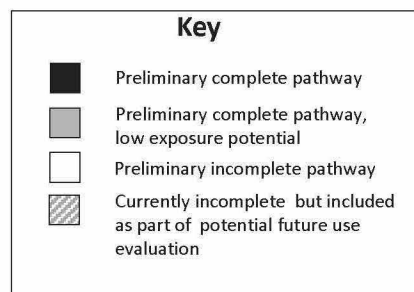 Key
Preliminary complete pathway
Preliminary complete pathway,
low exposure potential
Preliminary incomplete pathway
Currently incomplete but included
as part of potential future use
evaluation